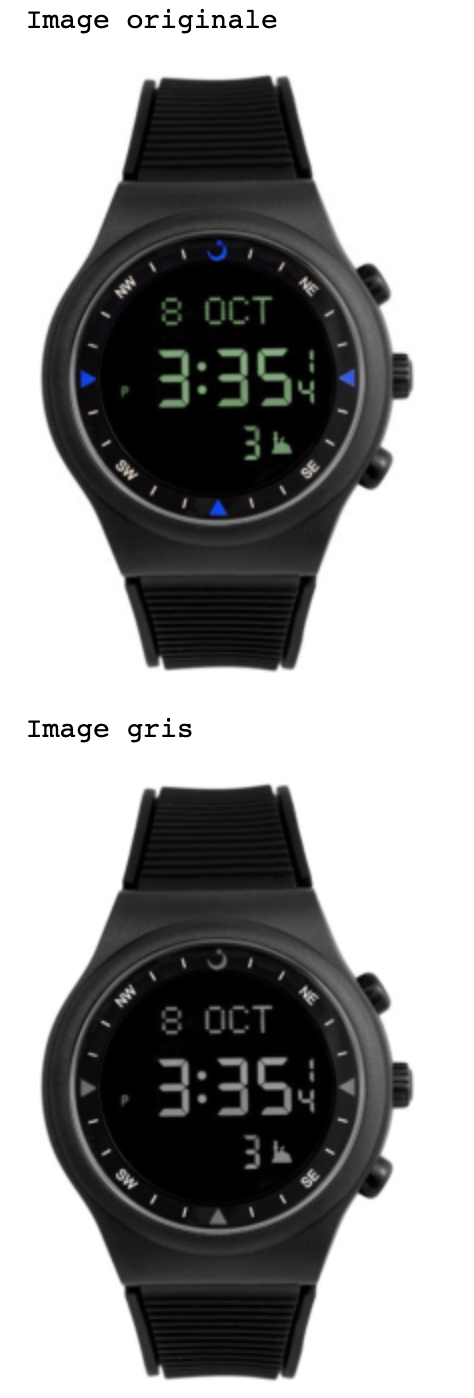 Image originale
NW NE
8 OCT
P 3:35 14
3
SW SE
Image gris
NW NE
8 OCT
P 3:35 14
3
SW SE